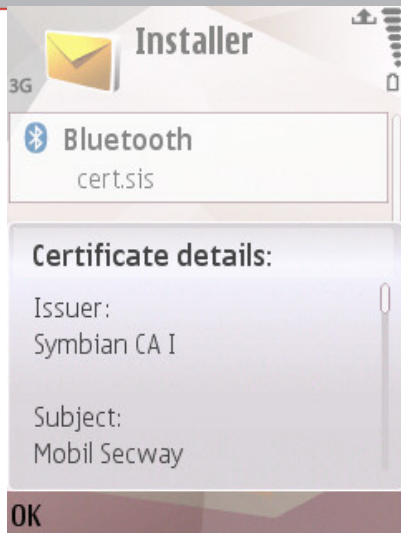 Installer
3G
Bluetooth
cert.sis
Certificate details:
Issuer:
Symbian CA I
Subject:
Mobil Secway
OK